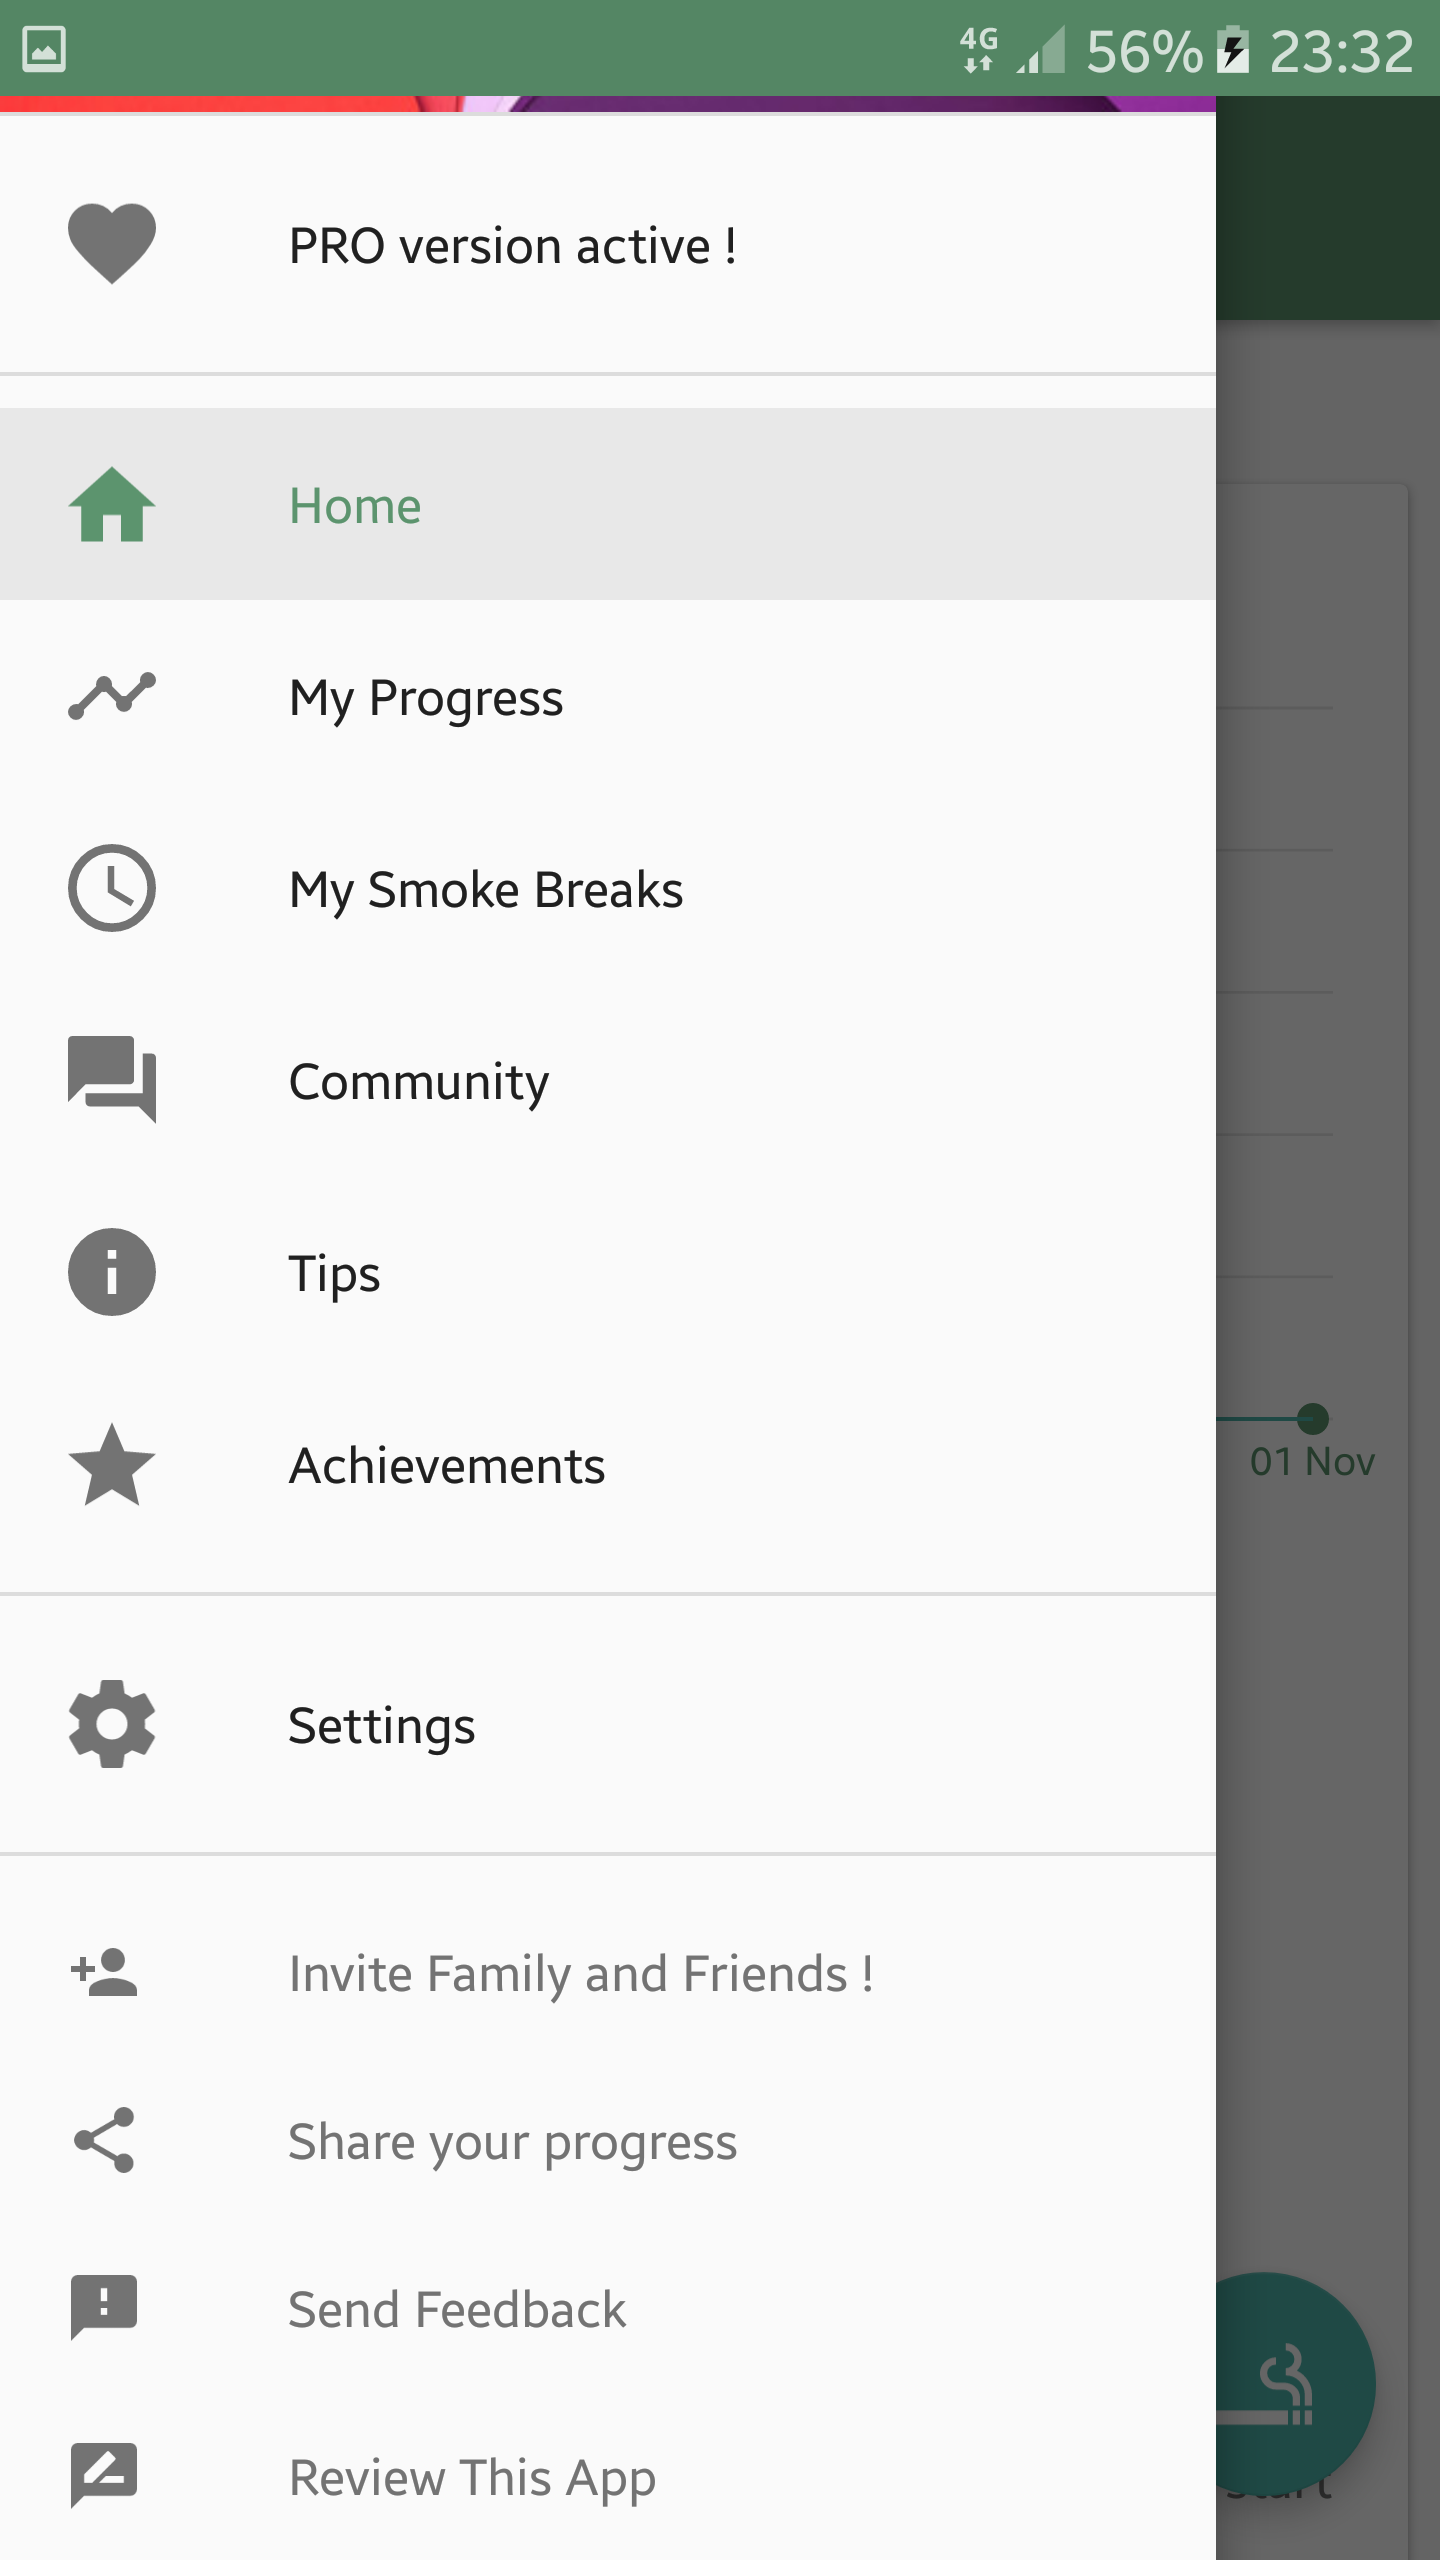 4G 56% 23:32
PRO version active !
Home
My Progress
My Smoke Breaks
Community
Tips
Achievements
01 Nov
Settings
Invite Family and Friends !
Share your progress
Send Feedback
Review This App
start